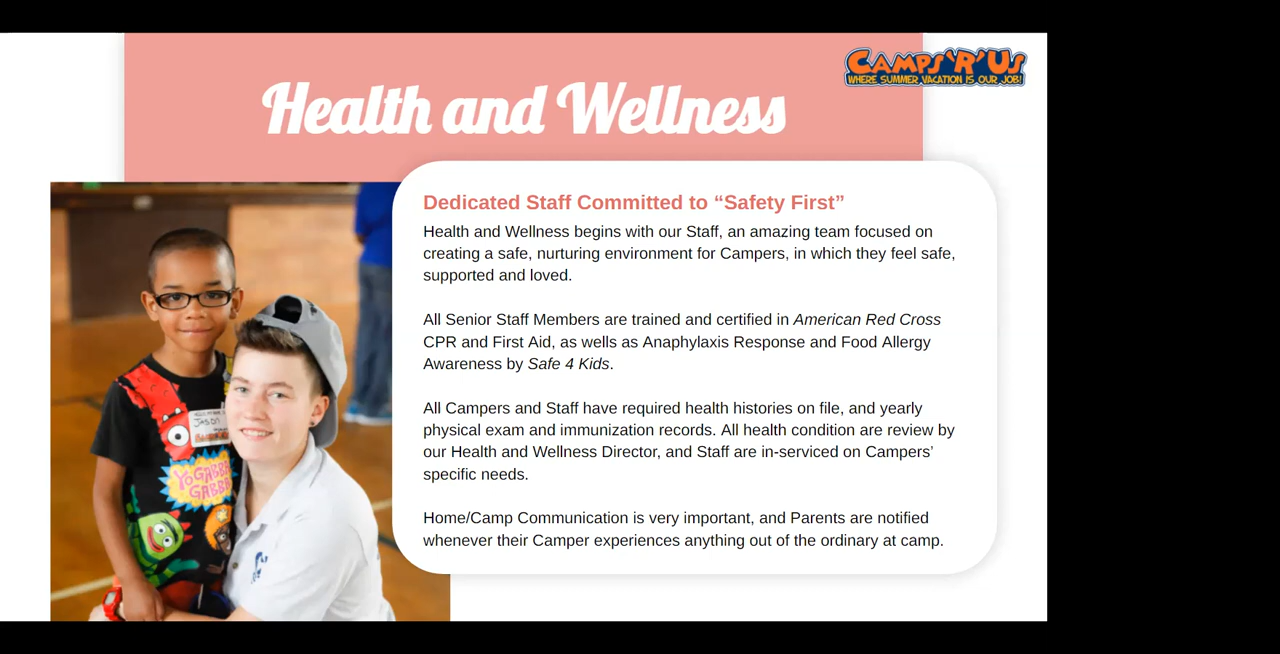 CAMPS'R'US
WHERE SUMMER VACATION IS OUR JOB!
Health and Wellness
Dedicated Staff Committed to “Safety First”
Health and Wellness begins with our Staff, an amazing team focused on
creating a safe, nurturing environment for Campers, in which they feel safe,
supported and loved.
All Senior Staff Members are trained and certified in American Red Cross
CPR and First Aid, as wells as Anaphylaxis Response and Food Allergy
Awareness by Safe 4 Kids.
All Campers and Staff have required health histories on file, and yearly
physical exam and immunization records. All health condition are review by
our Health and Wellness Director, and Staff are in-serviced on Campers’
specific needs.
Home/Camp Communication is very important, and Parents are notified
whenever their Camper experiences anything out of the ordinary at camp.
JASON
YO GABBA
GABBA